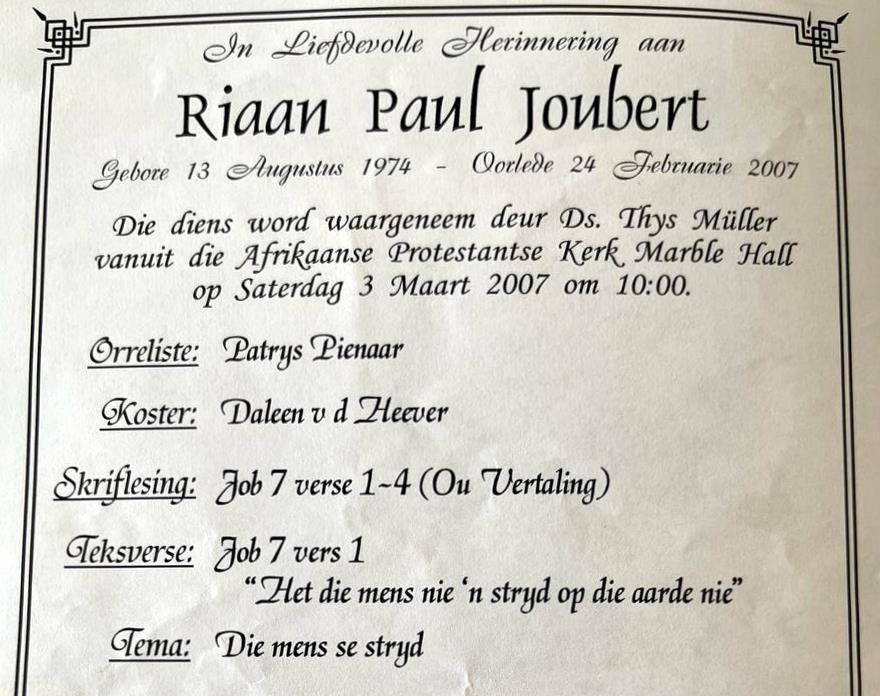 In Liefdevolle Herinnering aan
Riaan Paul Joubert
Gebore 13 Augustus 1974 - Oorlede 24 Februarie 2007
Die diens word waargeneem deur Ds. Thys Müller
vanuit die Afrikaanse Protestantse Kerk Marble Hall
op Saterdag 3 Maart 2007 om 10:00.
Orreliste: Patrys Pienaar
Koster: Daleen v d Heever
Skriflesing: Job 7 verse 1~4 (Ou Vertaling)
Teksverse: Job 7 vers 1
“Het die mens nie ‘n stryd op die aarde nie”
Tema: Die mens se stryd